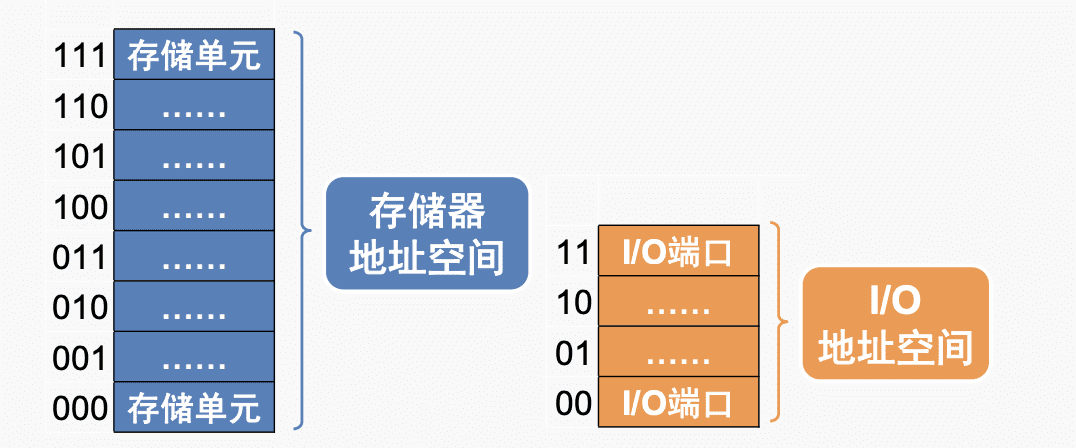 111 存储单元
110 ……
101 ……
100 ……
011 ……
010 ……
001 ……
000 存储单元
存储器
地址空间
11 I/O端口
10 ……
01 ……
00 I/O端口
I/O
地址空间